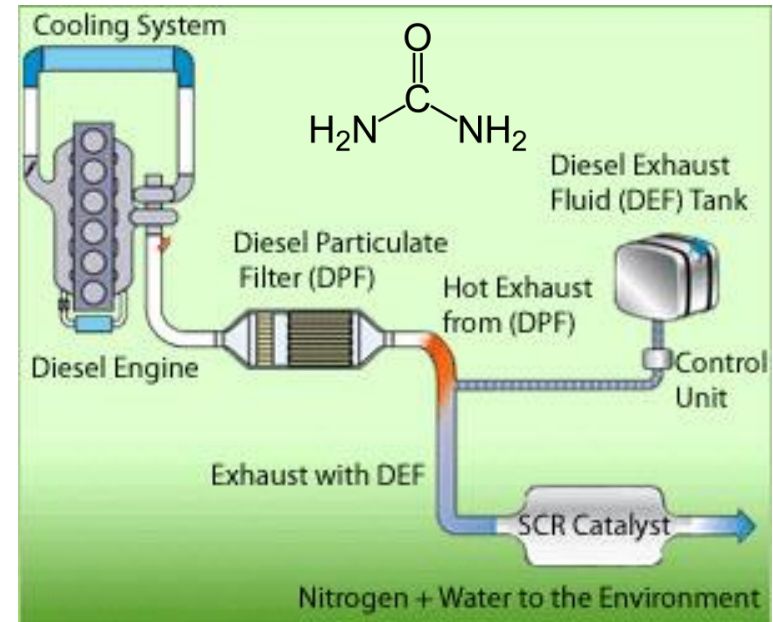 Cooling System
O
C
H2N NH2
Diesel Exhaust
Fluid (DEF) Tank
Diesel Particulate
Filter (DPF)
Hot Exhaust
from (DPF)
Control
Unit
Diesel Engine
Exhaust with DEF
SCR Catalyst
Nitrogen + Water to the Environment